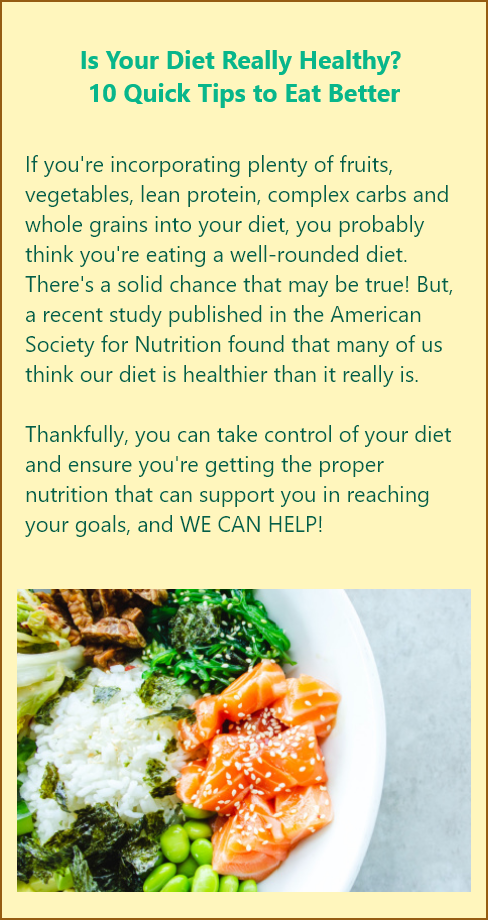 Is Your Diet Really Healthy?
10 Quick Tips to Eat Better
If you're incorporating plenty of fruits,
vegetables, lean protein, complex carbs and
whole grains into your diet, you probably
think you're eating a well-rounded diet.
There's a solid chance that may be true! But,
a recent study published in the American
Society for Nutrition found that many of us
think our diet is healthier than it really is.
Thankfully, you can take control of your diet
and ensure you're getting the proper
nutrition that can support you in reaching
your goals, and WE CAN HELP!